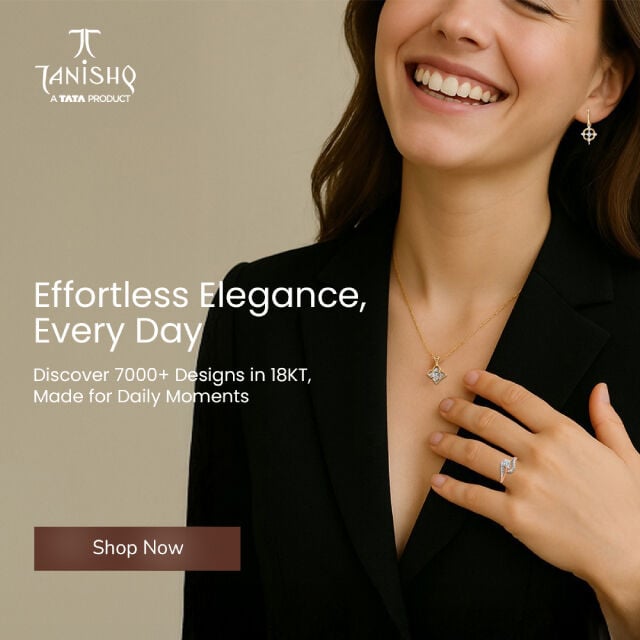 TANISHQ
A TATA PRODUCT
Effortless Elegance,
Every Day
Discover 7000+ Designs in 18KT,
Made for Daily Moments
Shop Now